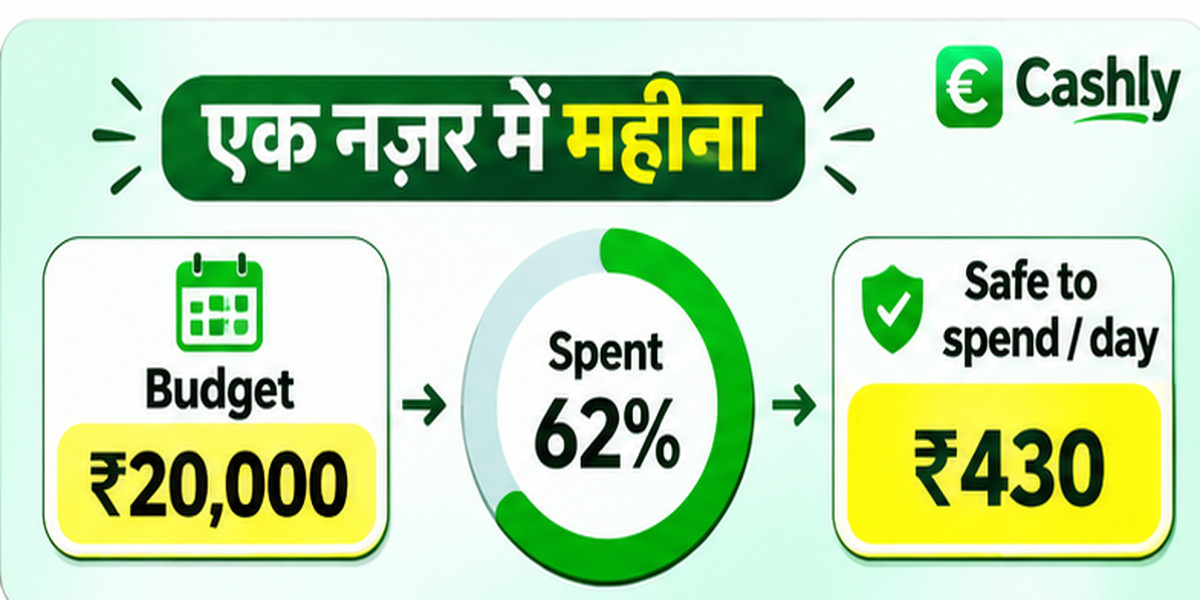 एक नज़र में महीना
€ Cashly
Budget
₹20,000
Spent
62%
Safe to
spend / day
₹430